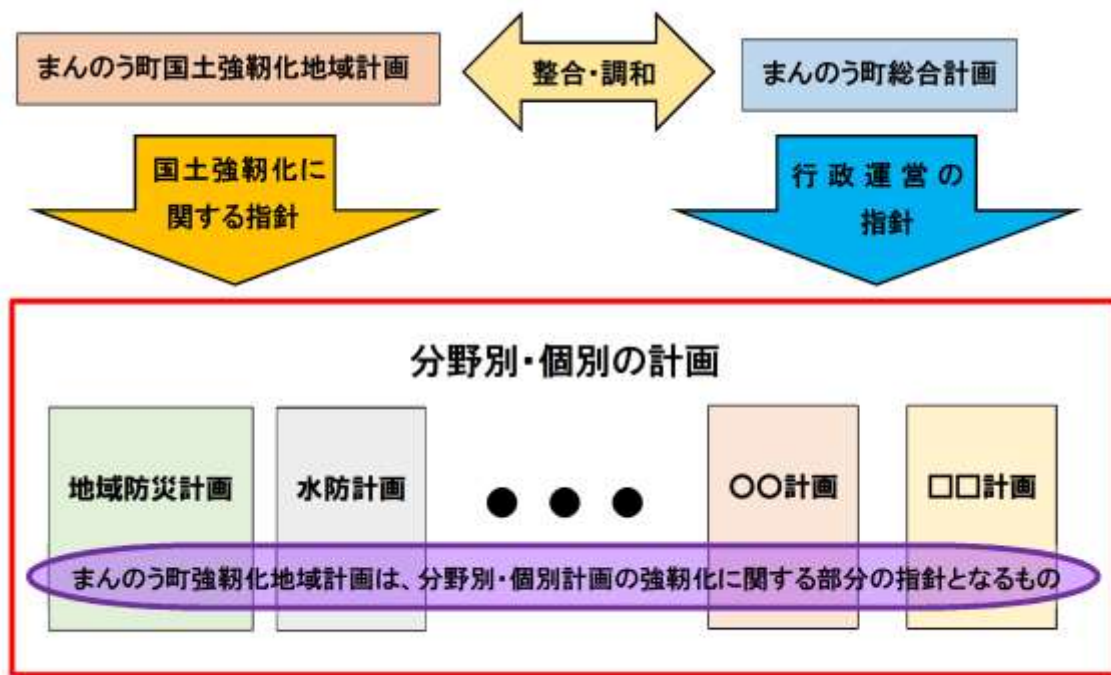 まんのう町国土強靭化地域計画
整合・調和
まんのう町総合計画
国土強靭化に
関する指針
行政運営の
指針
分野別・個別の計画
地域防災計画
水防計画
●●●
〇〇計画
□□計画
まんのう町強靭化地域計画は、分野別・個別計画の強靭化に関する部分の指針となるもの